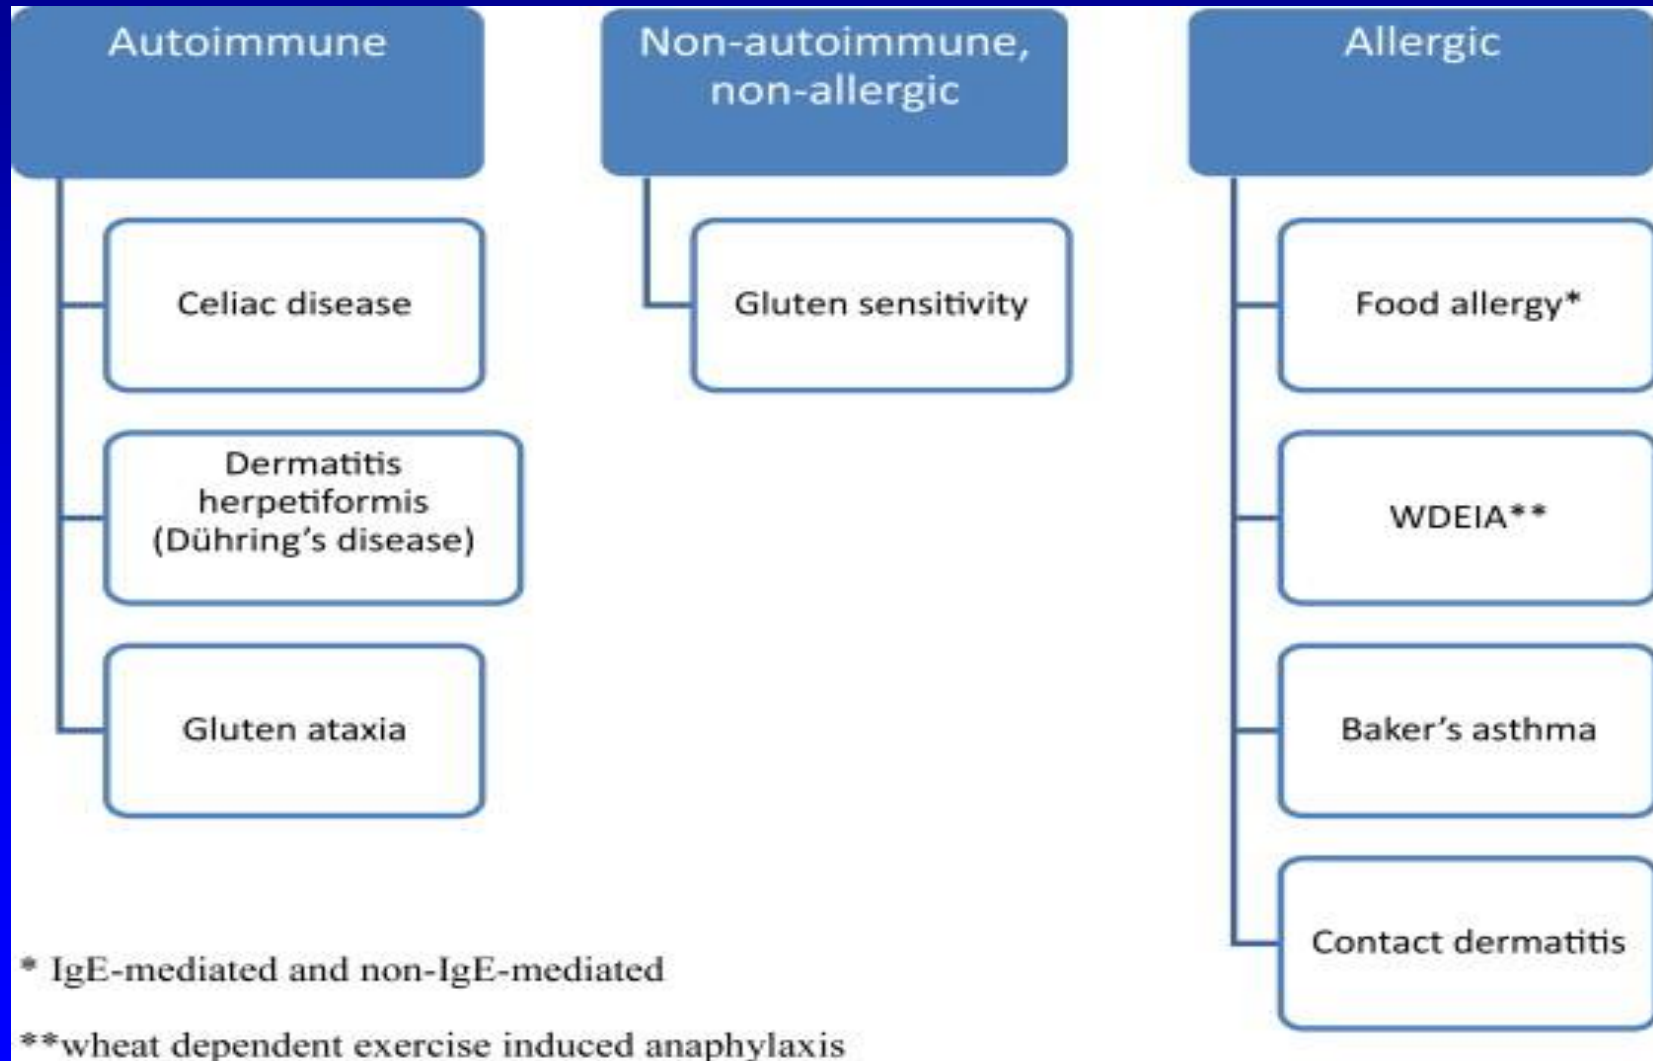 Autoimmune
Celiac disease
Dermatitis
herpetiformis
(Dühring’s disease)
Gluten ataxia
Non-autoimmune,
non-allergic
Gluten sensitivity
Allergic
Food allergy*
WDEIA**
Baker’s asthma
Contact dermatitis
* IgE-mediated and non-IgE-mediated
**wheat dependent exercise induced anaphylaxis